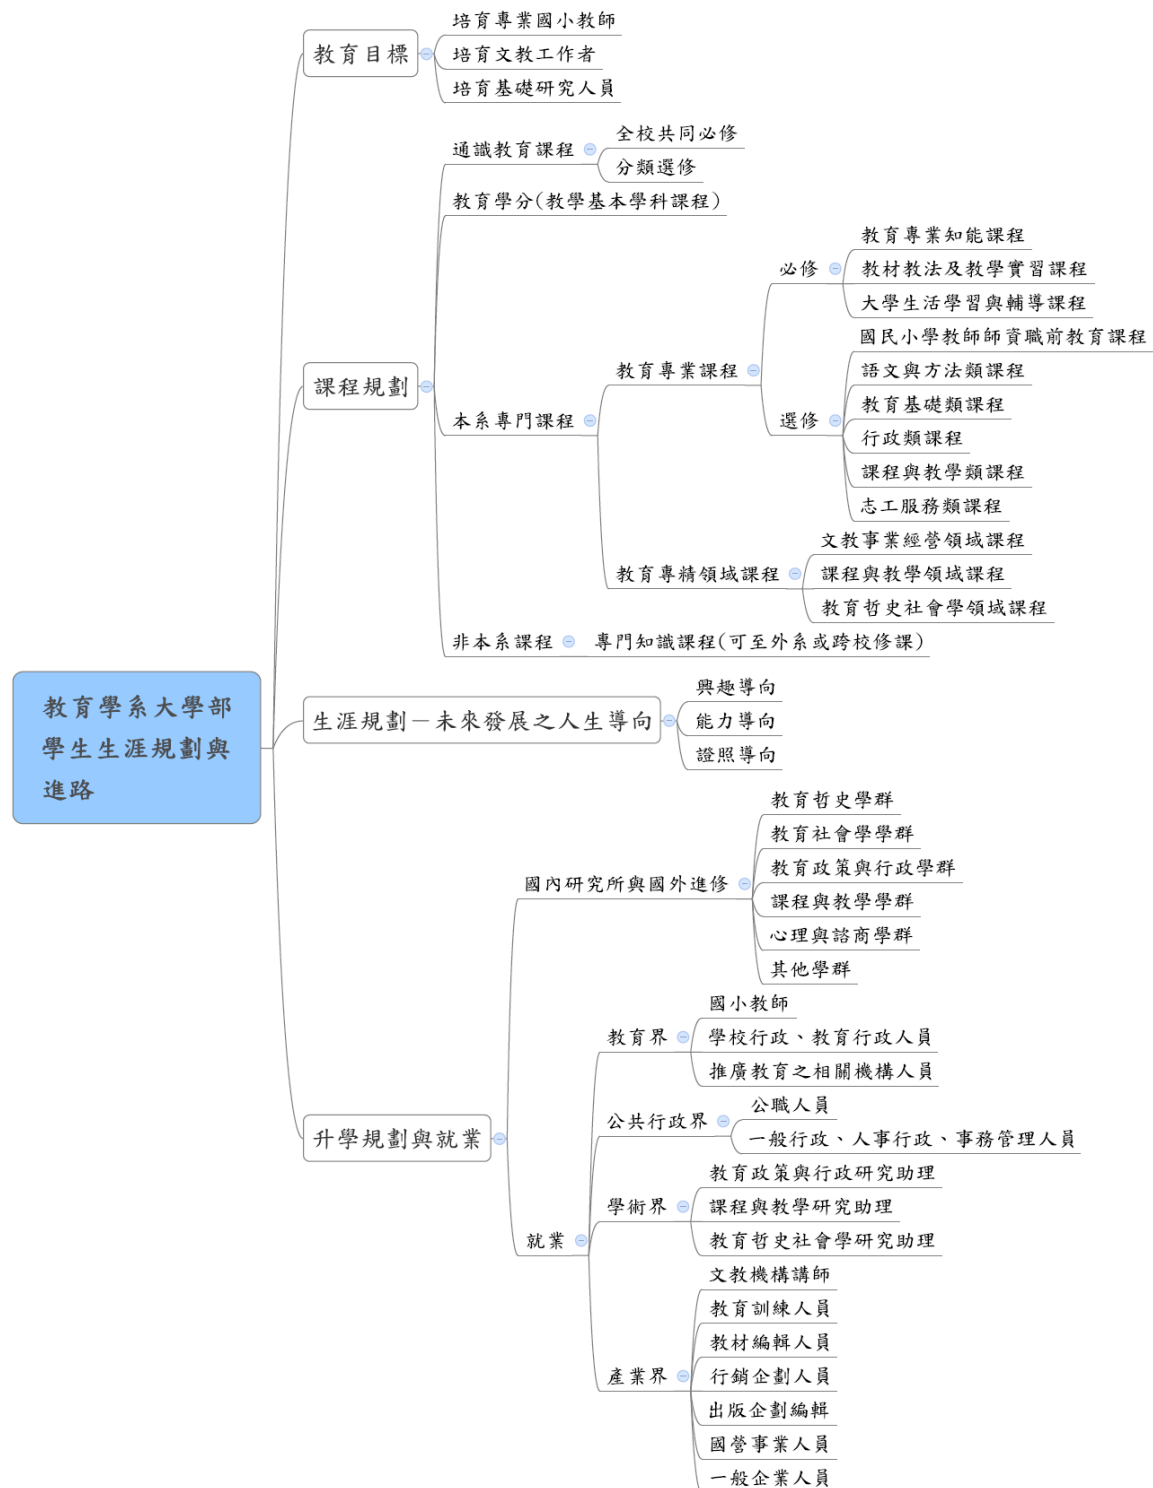 教育學系大學部
學生生涯規劃與
進路
教育目標
培育專業國小教師
培育文教工作者
培育基礎研究人員
課程規劃
通識教育課程
全校共同必修
分類選修
教育學分(教學基本學科課程)
本系專門課程
教育專業課程
必修
教育專業知能課程
教材教法及教學實習課程
大學生活學習與輔導課程
選修
國民小學教師師資職前教育課程
語文與方法類課程
教育基礎類課程
行政類課程
課程與教學類課程
志工服務類課程
教育專精領域課程
文教事業經營領域課程
課程與教學領域課程
教育哲史社會學領域課程
非本系課程
專門知識課程(可至外系或跨校修課)
生涯規劃－未來發展之人生導向
興趣導向
能力導向
證照導向
升學規劃與就業
國內研究所與國外進修
教育哲史學群
教育社會學學群
教育政策與行政學群
課程與教學學群
心理與諮商學群
其他學群
就業
教育界
國小教師
學校行政、教育行政人員
推廣教育之相關機構人員
公共行政界
公職人員
一般行政、人事行政、事務管理人員
學術界
教育政策與行政研究助理
課程與教學研究助理
教育哲史社會學研究助理
產業界
文教機構講師
教育訓練人員
教材編輯人員
行銷企劃人員
出版企劃編輯
國營事業人員
一般企業人員